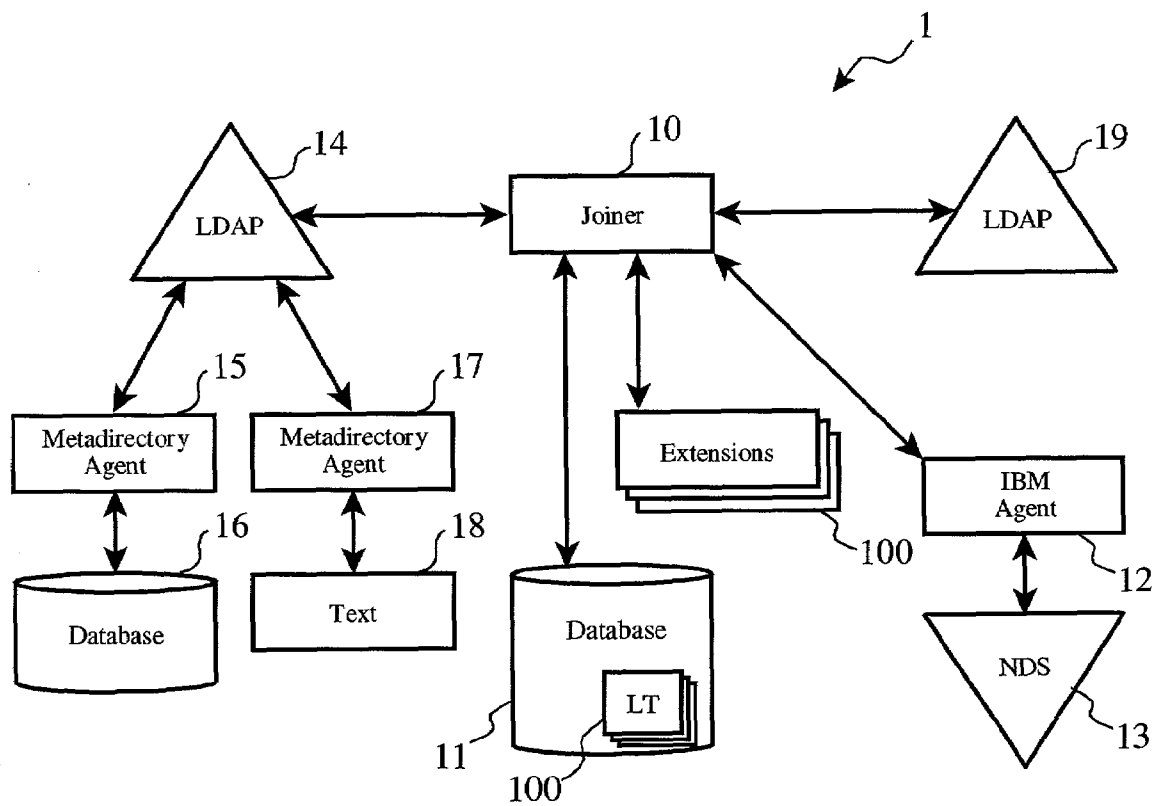 1
14
10
19
LDAP
Joiner
LDAP
15
17
Metadirectory
Agent
Metadirectory
Agent
Extensions
IBM
Agent
100
12
16
18
Database
Text
Database
NDS
LT
11
13
100